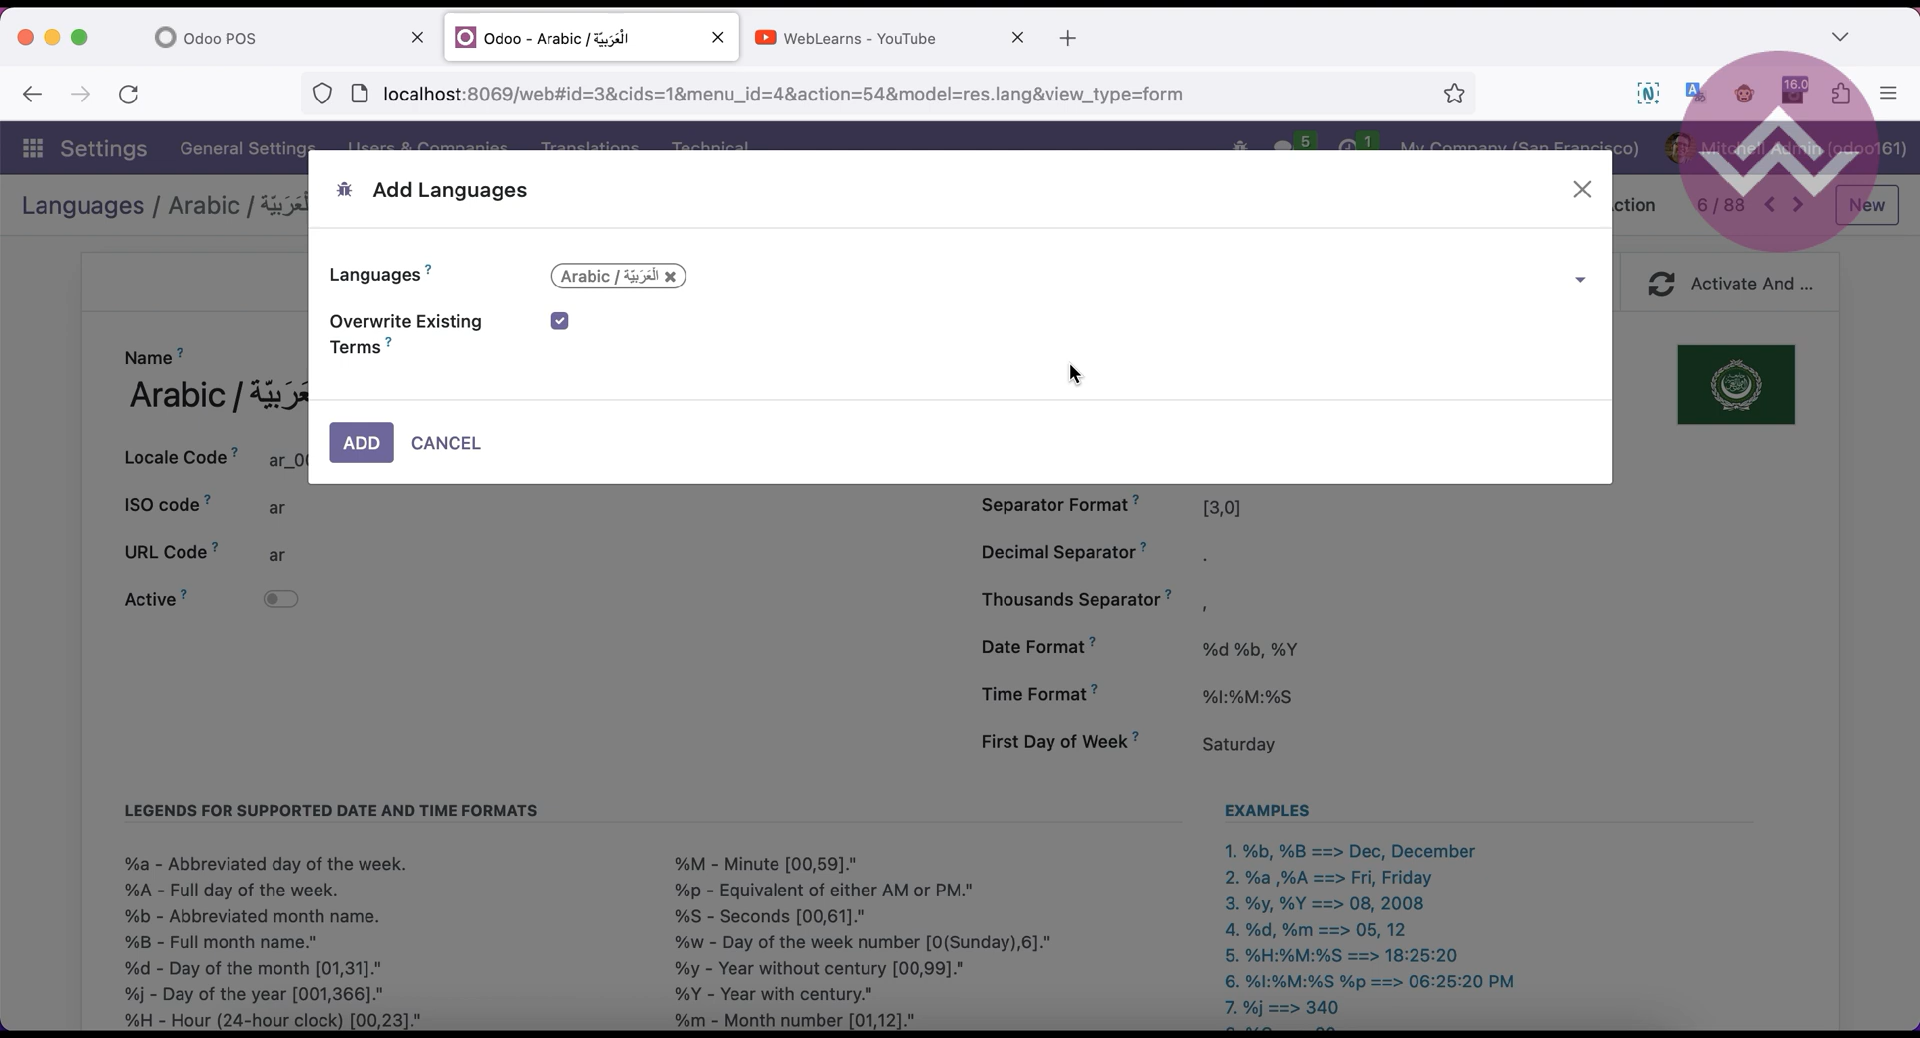 Odoo POS
Odoo - Arabic / الْعَرَبيّة
WebLearns - YouTube
localhost:8069/web#id=3&cids=1&menu_id=4&action=54&model=res.lang&view_type=form
16.0
Settings
General Settings
Users & Companies
Translations
Technical
5
1
My Company (San Francisco)
Mitchell Admin (odoo161)
Languages / Arabic /
6 / 88
New
Add Languages
Languages ?
Arabic / الْعَرَبيّة
Overwrite Existing
Terms ?
ADD
CANCEL
Activate And ...
Name ?
Arabic /
Locale Code ?
ISO code ?
ar
URL Code ?
ar
Active ?
Separator Format ?
[3,0]
Decimal Separator ?
.
Thousands Separator ?
,
Date Format ?
%d %b, %Y
Time Format ?
%I:%M:%S
First Day of Week ?
Saturday
LEGENDS FOR SUPPORTED DATE AND TIME FORMATS
%a - Abbreviated day of the week.
%A - Full day of the week.
%b - Abbreviated month name.
%B - Full month name."
%d - Day of the month [01,31]."
%j - Day of the year [001,366]."
%H - Hour (24-hour clock) [00,23]."
%M - Minute [00,59]."
%p - Equivalent of either AM or PM."
%S - Seconds [00,61]."
%w - Day of the week number [0(Sunday),6]."
%y - Year without century [00,99]."
%Y - Year with century."
%m - Month number [01,12]."
EXAMPLES
1. %b, %B ==> Dec, December
2. %a ,%A ==> Fri, Friday
3. %y, %Y ==> 08, 2008
4. %d, %m ==> 05, 12
5. %H:%M:%S ==> 18:25:20
6. %I:%M:%S %p ==> 06:25:20 PM
7. %j ==> 340